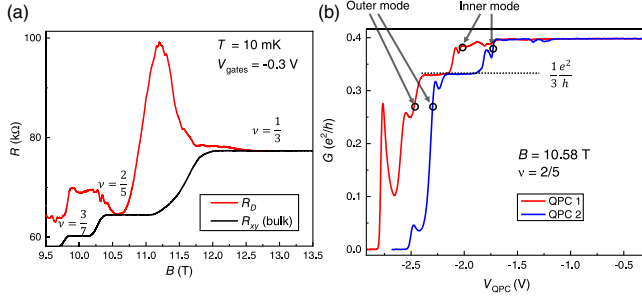 (a)
100
80
60
R (kΩ)
T = 10 mK
V_gates = -0.3 V
ν = 1/3
ν = 2/5
ν = 3/7
R_D
R_xy (bulk)
9.5 10.0 10.5 11.0 11.5 12.0 12.5 13.0 13.5
B (T)
(b)
Outer mode
Inner mode
0.4
0.3
0.2
0.1
0.0
G (e²/h)
1/3 e²/h
B = 10.58 T
ν = 2/5
QPC 1
QPC 2
-2.5 -2.0 -1.5 -1.0 -0.5
V_QPC (V)